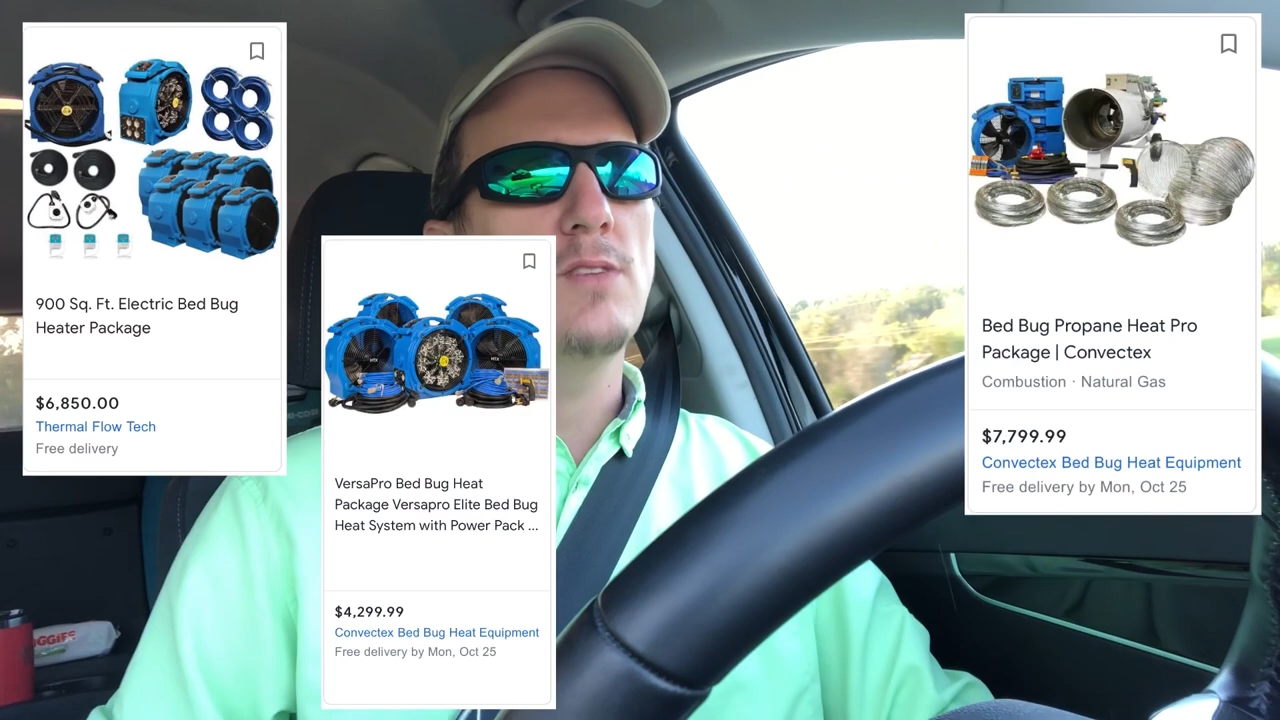 900 Sq. Ft. Electric Bed Bug
Heater Package
$6,850.00
Thermal Flow Tech
Free delivery
VersaPro Bed Bug Heat
Package Versapro Elite Bed Bug
Heat System with Power Pack ...
$4,299.99
Convectex Bed Bug Heat Equipment
Free delivery by Mon, Oct 25
Bed Bug Propane Heat Pro
Package | Convectex
Combustion · Natural Gas
$7,799.99
Convectex Bed Bug Heat Equipment
Free delivery by Mon, Oct 25